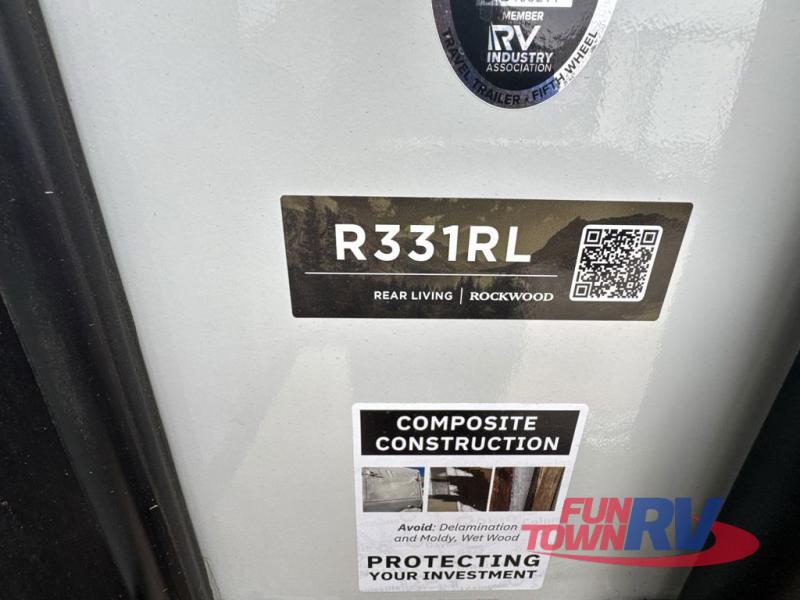 MEMBER
RV
INDUSTRY
ASSOCIATION
TRAVEL TRAILER • FIFTH WHEEL
R331RL
REAR LIVING | ROCKWOOD
COMPOSITE
CONSTRUCTION
Avoid: Delamination
and Moldy, Wet Wood
PROTECTING
YOUR INVESTMENT
FUN
TOWN RV